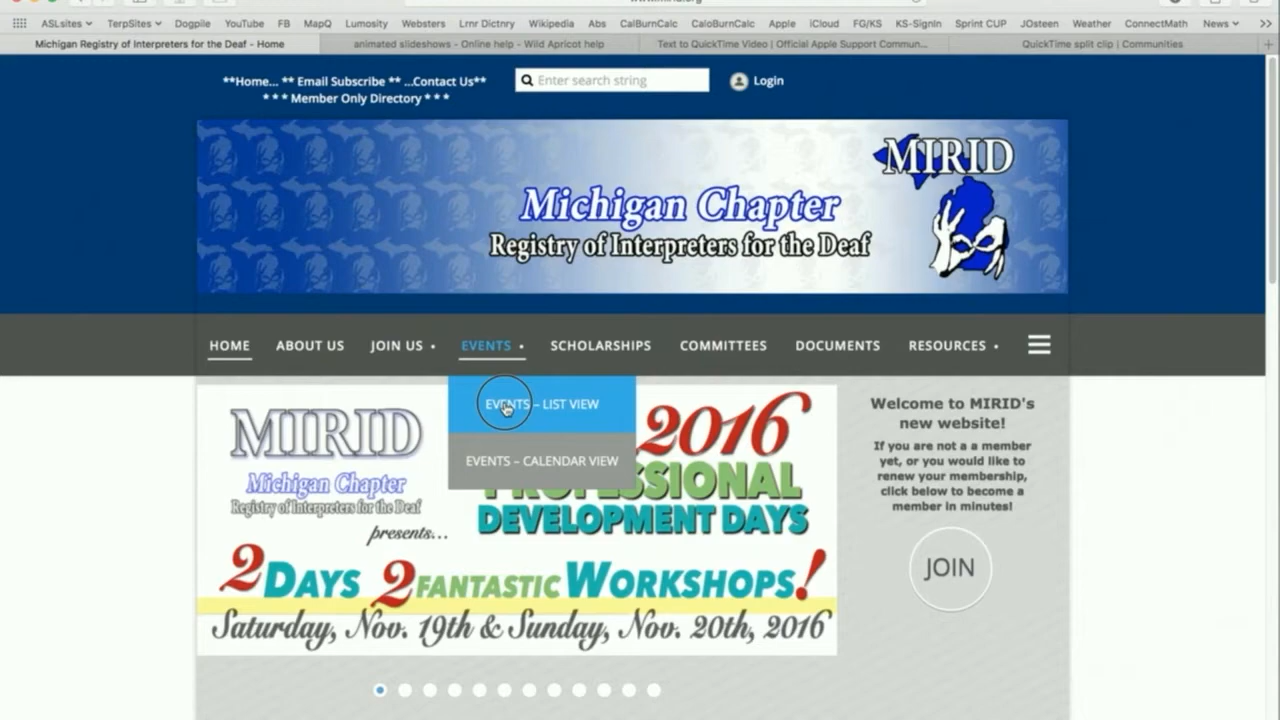 ASLsites TerpSites Dogpile YouTube FB MapQ Lumosity Websters Lrnr Dictnry Wikipedia Abs CalBurnCalc CaloBurnCalc Apple iCloud FG/KS KS-SignIn Sprint CUP JOsteen Weather ConnectMath News
Michigan Registry of Interpreters for the Deaf - Home animated slideshows - Online help - Wild Apricot help Text to QuickTime Video | Official Apple Support Commun... QuickTime split clip | Communities
**Home... ** Email Subscribe ** ...Contact Us**
* * * Member Only Directory * * *
Enter search string
Login
MIRID
Michigan Chapter
Registry of Interpreters for the Deaf
HOME ABOUT US JOIN US EVENTS SCHOLARSHIPS COMMITTEES DOCUMENTS RESOURCES
EVENTS – LIST VIEW
EVENTS – CALENDAR VIEW
MIRID
Michigan Chapter
Registry of Interpreters for the Deaf
presents...
2016
PROFESSIONAL
DEVELOPMENT DAYS
2 DAYS 2 FANTASTIC WORKSHOPS!
Saturday, Nov. 19th & Sunday, Nov. 20th, 2016
Welcome to MIRID's
new website!
If you are not a a member
yet, or you would like to
renew your membership,
click below to become a
member in minutes!
JOIN